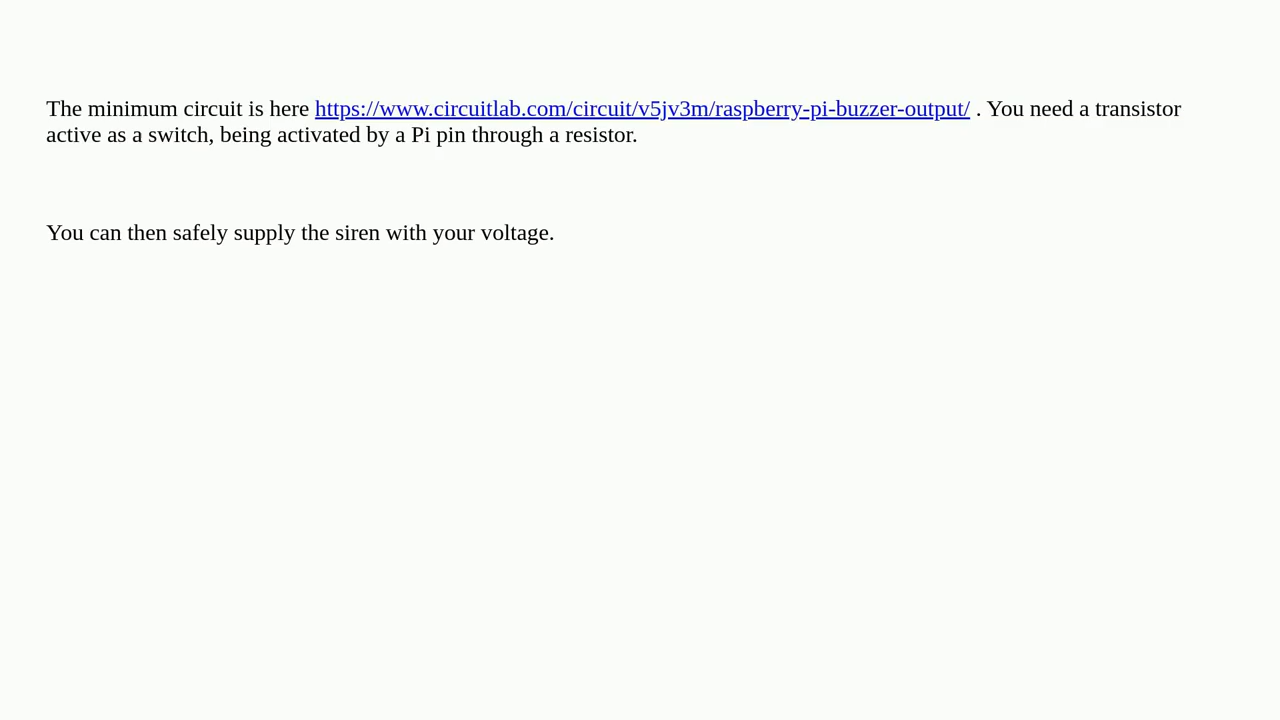 The minimum circuit is here https://www.circuitlab.com/circuit/v5jv3m/raspberry-pi-buzzer-output/ . You need a transistor
active as a switch, being activated by a Pi pin through a resistor.
You can then safely supply the siren with your voltage.